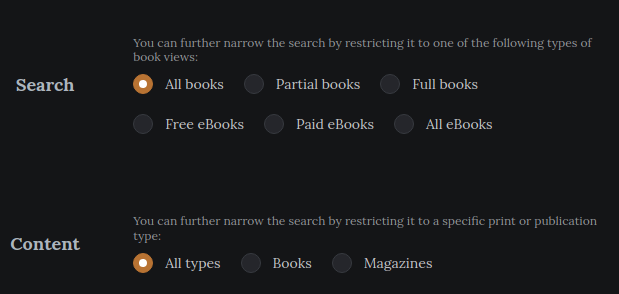 You can further narrow the search by restricting it to one of the following types of
book views:
Search
All books Partial books Full books
Free eBooks Paid eBooks All eBooks
You can further narrow the search by restricting it to a specific print or publication
type:
Content
All types Books Magazines